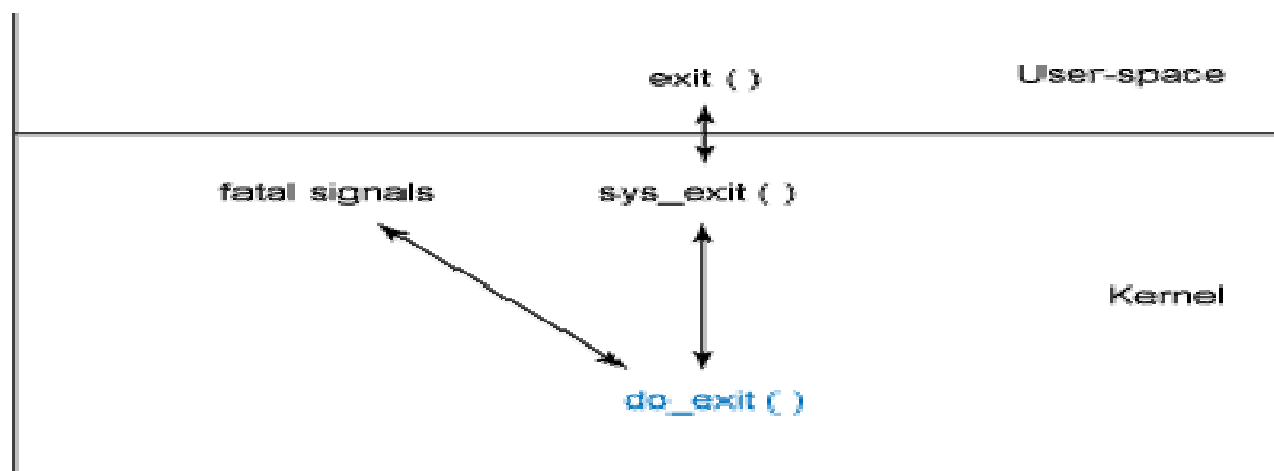 exit ( )
User-space
fatal signals
sys_exit ( )
Kernel
do_exit ( )